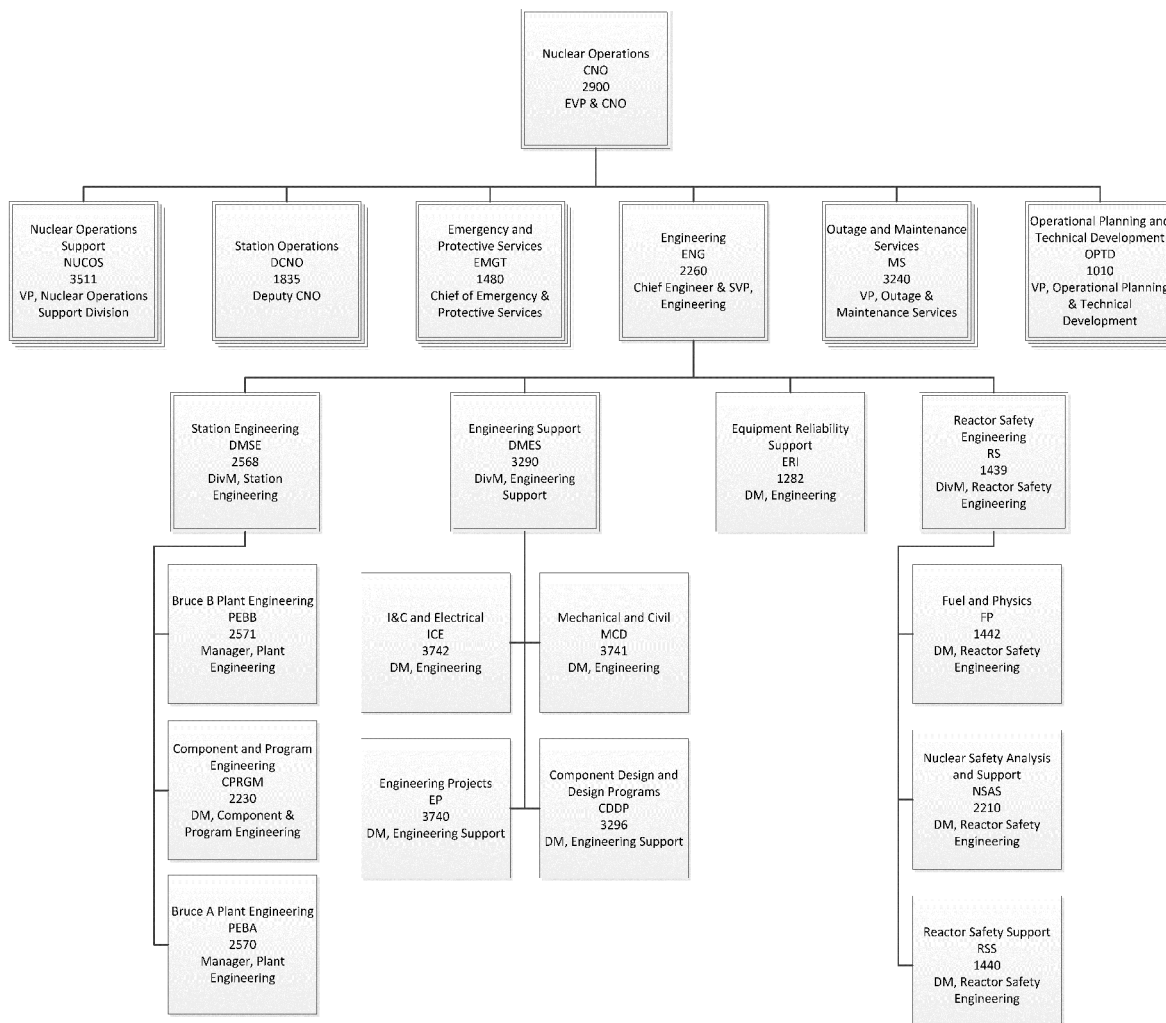 Nuclear Operations
CNO
2900
EVP & CNO
Nuclear Operations
Support
NUCOS
3511
VP, Nuclear Operations
Support Division
Station Operations
DCNO
1835
Deputy CNO
Emergency and
Protective Services
EMGT
1480
Chief of Emergency &
Protective Services
Engineering
ENG
2260
Chief Engineer & SVP,
Engineering
Outage and Maintenance
Services
MS
3240
VP, Outage &
Maintenance Services
Operational Planning and
Technical Development
OPTD
1010
VP, Operational Planning
& Technical
Development
Station Engineering
DMSE
2568
DivM, Station
Engineering
Engineering Support
DMES
3290
DivM, Engineering
Support
Equipment Reliability
Support
ERI
1282
DM, Engineering
Reactor Safety
Engineering
RS
1439
DivM, Reactor Safety
Engineering
Bruce B Plant Engineering
PEBB
2571
Manager, Plant
Engineering
I&C and Electrical
ICE
3742
DM, Engineering
Mechanical and Civil
MCD
3741
DM, Engineering
Fuel and Physics
FP
1442
DM, Reactor Safety
Engineering
Component and Program
Engineering
CPRGM
2230
DM, Component &
Program Engineering
Engineering Projects
EP
3740
DM, Engineering Support
Component Design and
Design Programs
CDDP
3296
DM, Engineering Support
Nuclear Safety Analysis
and Support
NSAS
2210
DM, Reactor Safety
Engineering
Bruce A Plant Engineering
PEBA
2570
Manager, Plant
Engineering
Reactor Safety Support
RSS
1440
DM, Reactor Safety
Engineering